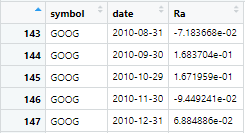 symbol date Ra
143 GOOG 2010-08-31 -7.183668e-02
144 GOOG 2010-09-30 1.683704e-01
145 GOOG 2010-10-29 1.671959e-01
146 GOOG 2010-11-30 -9.449241e-02
147 GOOG 2010-12-31 6.884886e-02